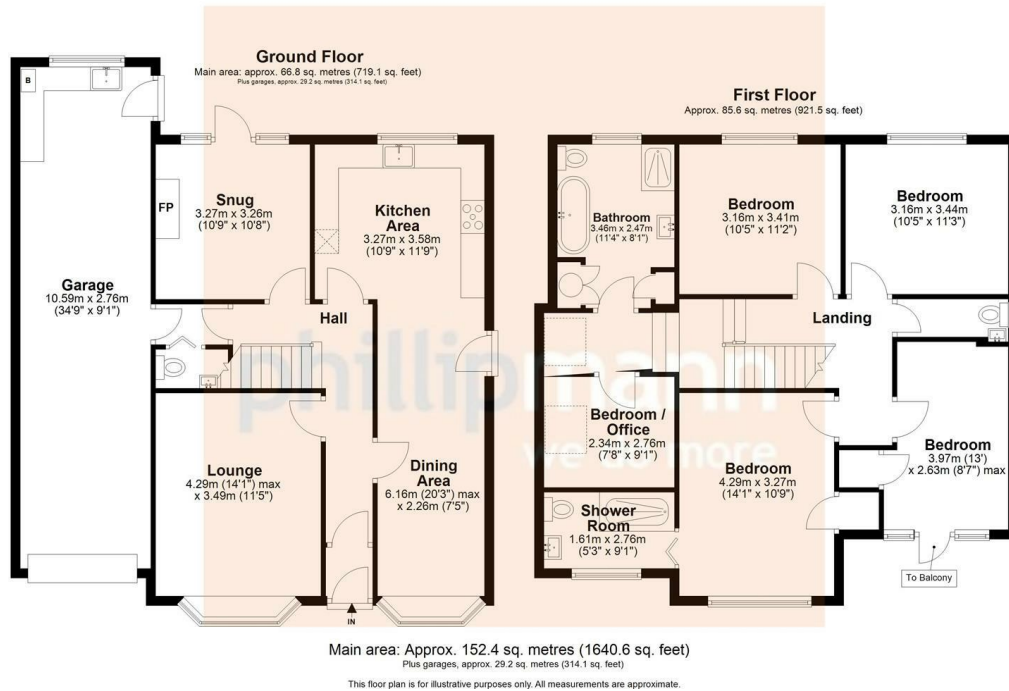 Ground Floor
Main area: approx. 66.8 sq. metres (719.1 sq. feet)
Plus garages, approx. 29.2 sq. metres (314.1 sq. feet)
B
FP
Snug
3.27m x 3.26m
(10'9" x 10'8")
Kitchen
Area
3.27m x 3.58m
(10'9" x 11'9")
Garage
10.59m x 2.76m
(34'9" x 9'1")
Hall
Lounge
4.29m (14'1") max
x 3.49m (11'5")
Dining
Area
6.16m (20'3") max
x 2.26m (7'5")
IN
First Floor
Approx. 85.6 sq. metres (921.5 sq. feet)
Bathroom
3.46m x 2.47m
(11'4" x 8'1")
Bedroom
3.16m x 3.41m
(10'5" x 11'2")
Bedroom
3.16m x 3.44m
(10'5" x 11'3")
Landing
Bedroom /
Office
2.34m x 2.76m
(7'8" x 9'1")
Bedroom
4.29m x 3.27m
(14'1" x 10'9")
Bedroom
3.97m (13')
x 2.63m (8'7") max
Shower
Room
1.61m x 2.76m
(5'3" x 9'1")
To Balcony
phillipmann
we do more
Main area: Approx. 152.4 sq. metres (1640.6 sq. feet)
Plus garages, approx. 29.2 sq. metres (314.1 sq. feet)
This floor plan is for illustrative purposes only. All measurements are approximate.